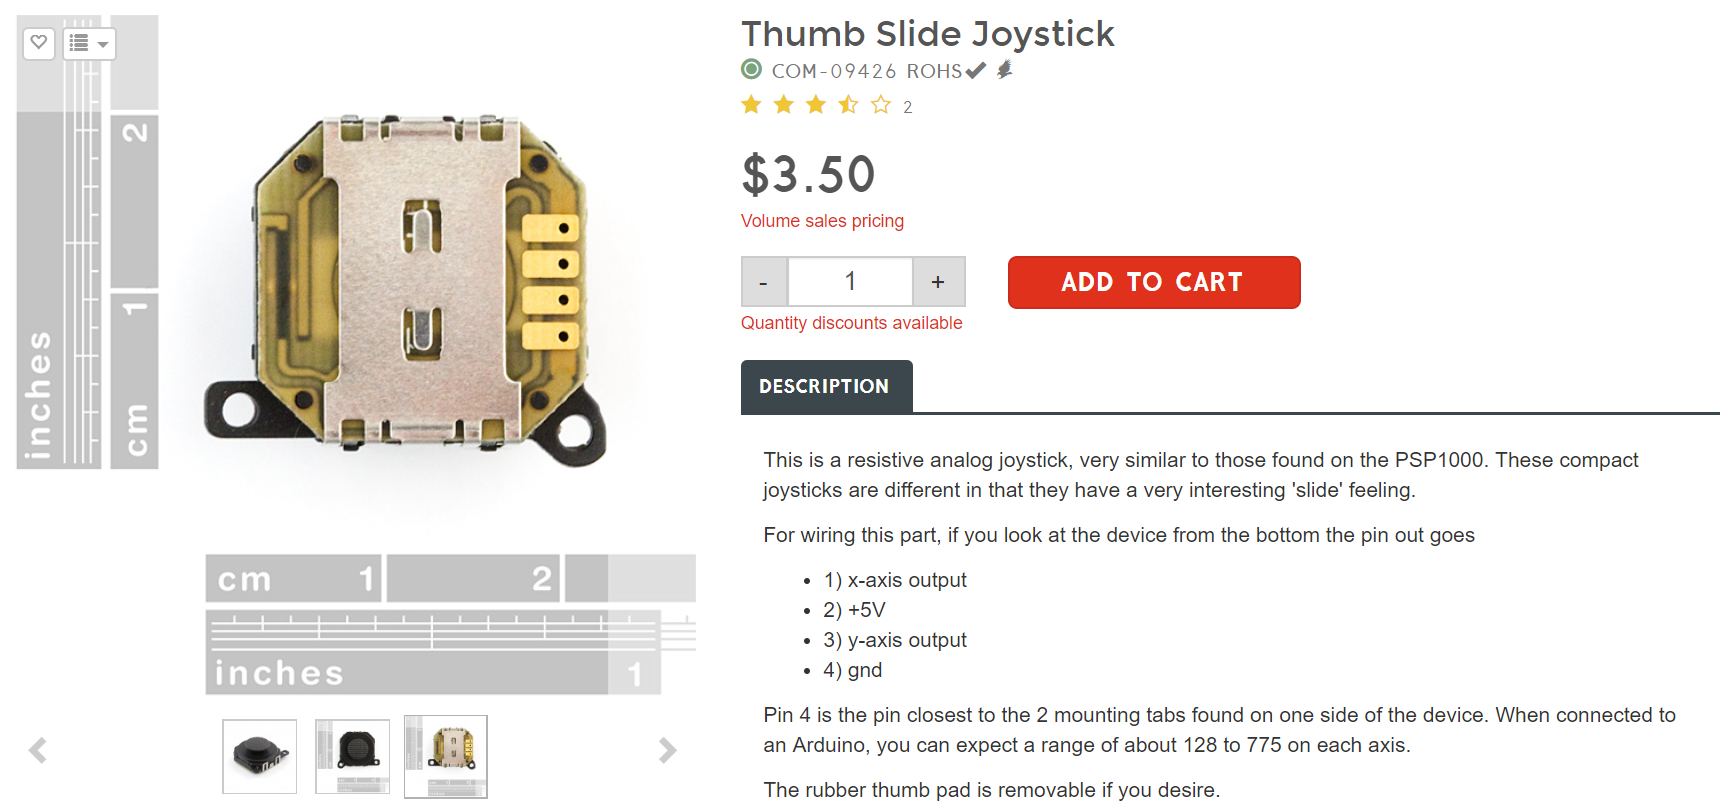 Thumb Slide Joystick
COM-09426 ROHS
2
$3.50
Volume sales pricing
- 1 +
ADD TO CART
Quantity discounts available
DESCRIPTION
This is a resistive analog joystick, very similar to those found on the PSP1000. These compact
joysticks are different in that they have a very interesting 'slide' feeling.
For wiring this part, if you look at the device from the bottom the pin out goes
• 1) x-axis output
• 2) +5V
• 3) y-axis output
• 4) gnd
Pin 4 is the pin closest to the 2 mounting tabs found on one side of the device. When connected to
an Arduino, you can expect a range of about 128 to 775 on each axis.
The rubber thumb pad is removable if you desire.
inches
cm 1 2
cm 1 2
inches 1